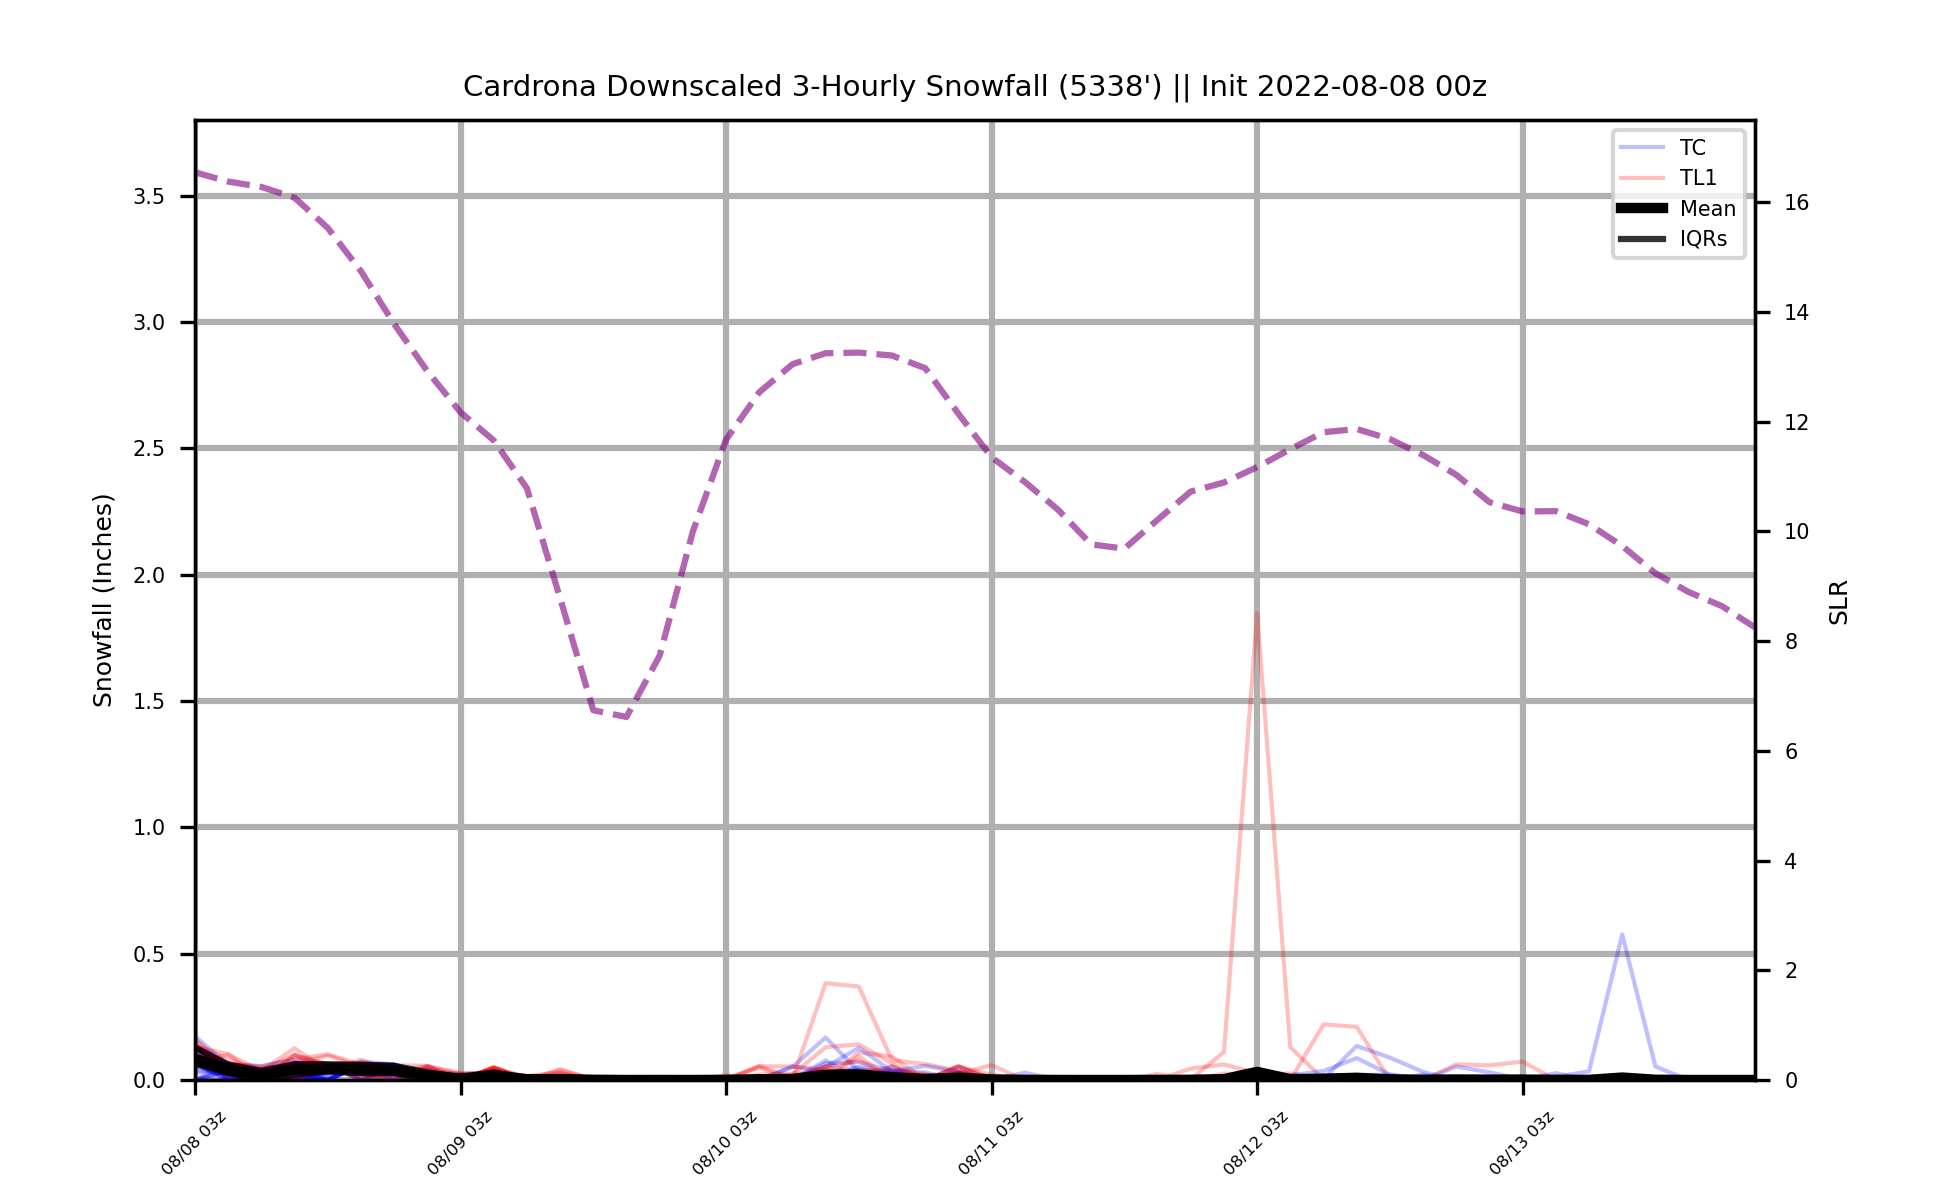 Cardrona Downscaled 3-Hourly Snowfall (5338') || Init 2022-08-08 00z
TC
TL1
Mean
IQRs
Snowfall (Inches)
3.5
3.0
2.5
2.0
1.5
1.0
0.5
0.0
16
14
12
10
8
6
4
2
0
SLR
08/08 03z
08/09 03z
08/10 03z
08/11 03z
08/12 03z
08/13 03z